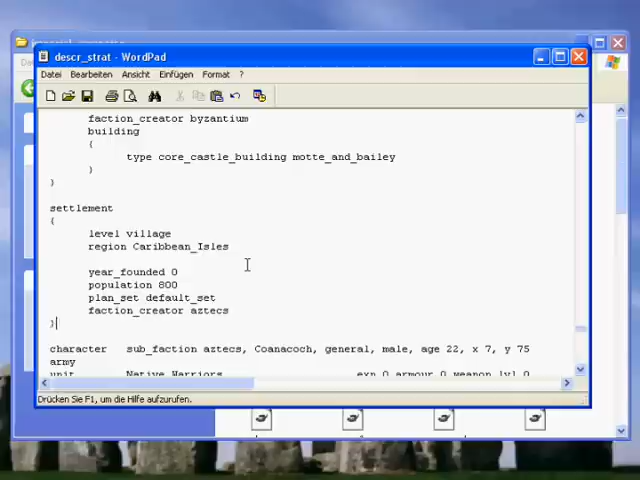 descr_strat - WordPad
Datei Bearbeiten Ansicht Einfügen Format ?
faction_creator byzantium
building
{
type core_castle_building motte_and_bailey
}
}
settlement
{
level village
region Caribbean_Isles
year_founded 0
population 800
plan_set default_set
faction_creator aztecs
}
character sub_faction aztecs, Coanacoch, general, male, age 22, x 7, y 75
army
unit Native Warriors exp 0 armour 0 weapon_lvl 0
Drücken Sie F1, um die Hilfe aufzurufen.